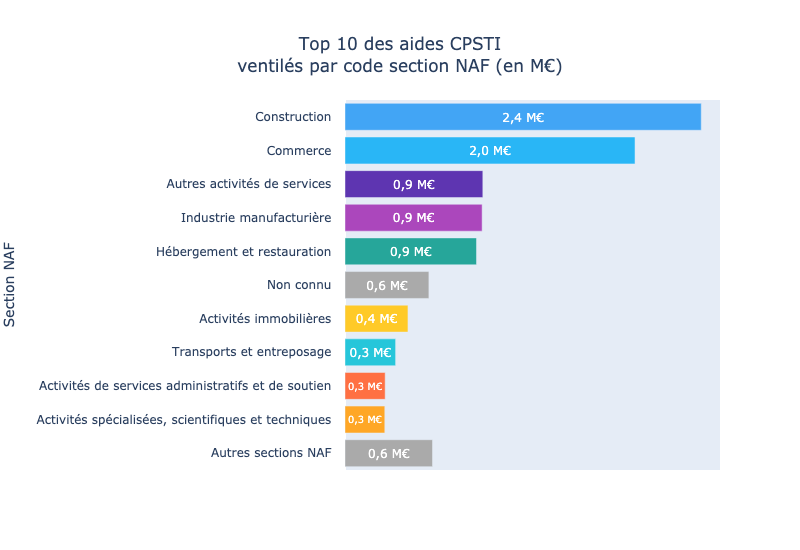 Top 10 des aides CPSTI
ventilés par code section NAF (en M€)
Section NAF
Construction
2,4 M€
Commerce
2,0 M€
Autres activités de services
0,9 M€
Industrie manufacturière
0,9 M€
Hébergement et restauration
0,9 M€
Non connu
0,6 M€
Activités immobilières
0,4 M€
Transports et entreposage
0,3 M€
Activités de services administratifs et de soutien
0,3 M€
Activités spécialisées, scientifiques et techniques
0,3 M€
Autres sections NAF
0,6 M€